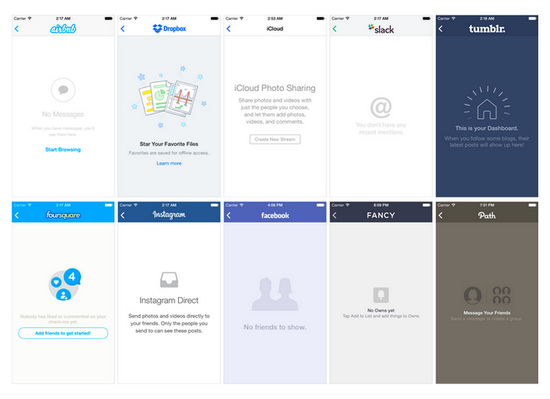 Carrier 2:17 AM
airbnb
No Messages
When you have messages, you'll
see them here.
Start Browsing
Carrier 2:17 AM
Dropbox
Star Your Favorite Files
Favorites are saved for offline access.
Learn more
Carrier 2:53 AM
iCloud
iCloud Photo Sharing
Share photos and videos with
just the people you choose,
and let them add photos,
videos, and comments.
Create New Stream
Carrier 2:17 AM
slack
@
You don't have any
recent mentions
Carrier 2:18 AM
tumblr.
This is your Dashboard.
When you follow some blogs, their
latest posts will show up here!
Carrier 2:17 AM
foursquare
4
Nobody has liked or commented on your
check-ins yet.
Add friends to get started!
Carrier 2:17 AM
Instagram
Instagram Direct
Send photos and videos directly to
your friends. Only the people you
send to can see these posts.
Carrier 4:06 PM
facebook
No friends to show.
Carrier 8:09 PM
FANCY
No Owns yet
Tap Add to List and add things to Owns.
Carrier 7:51 PM
Path
Message Your Friends
Send a message or create a group.